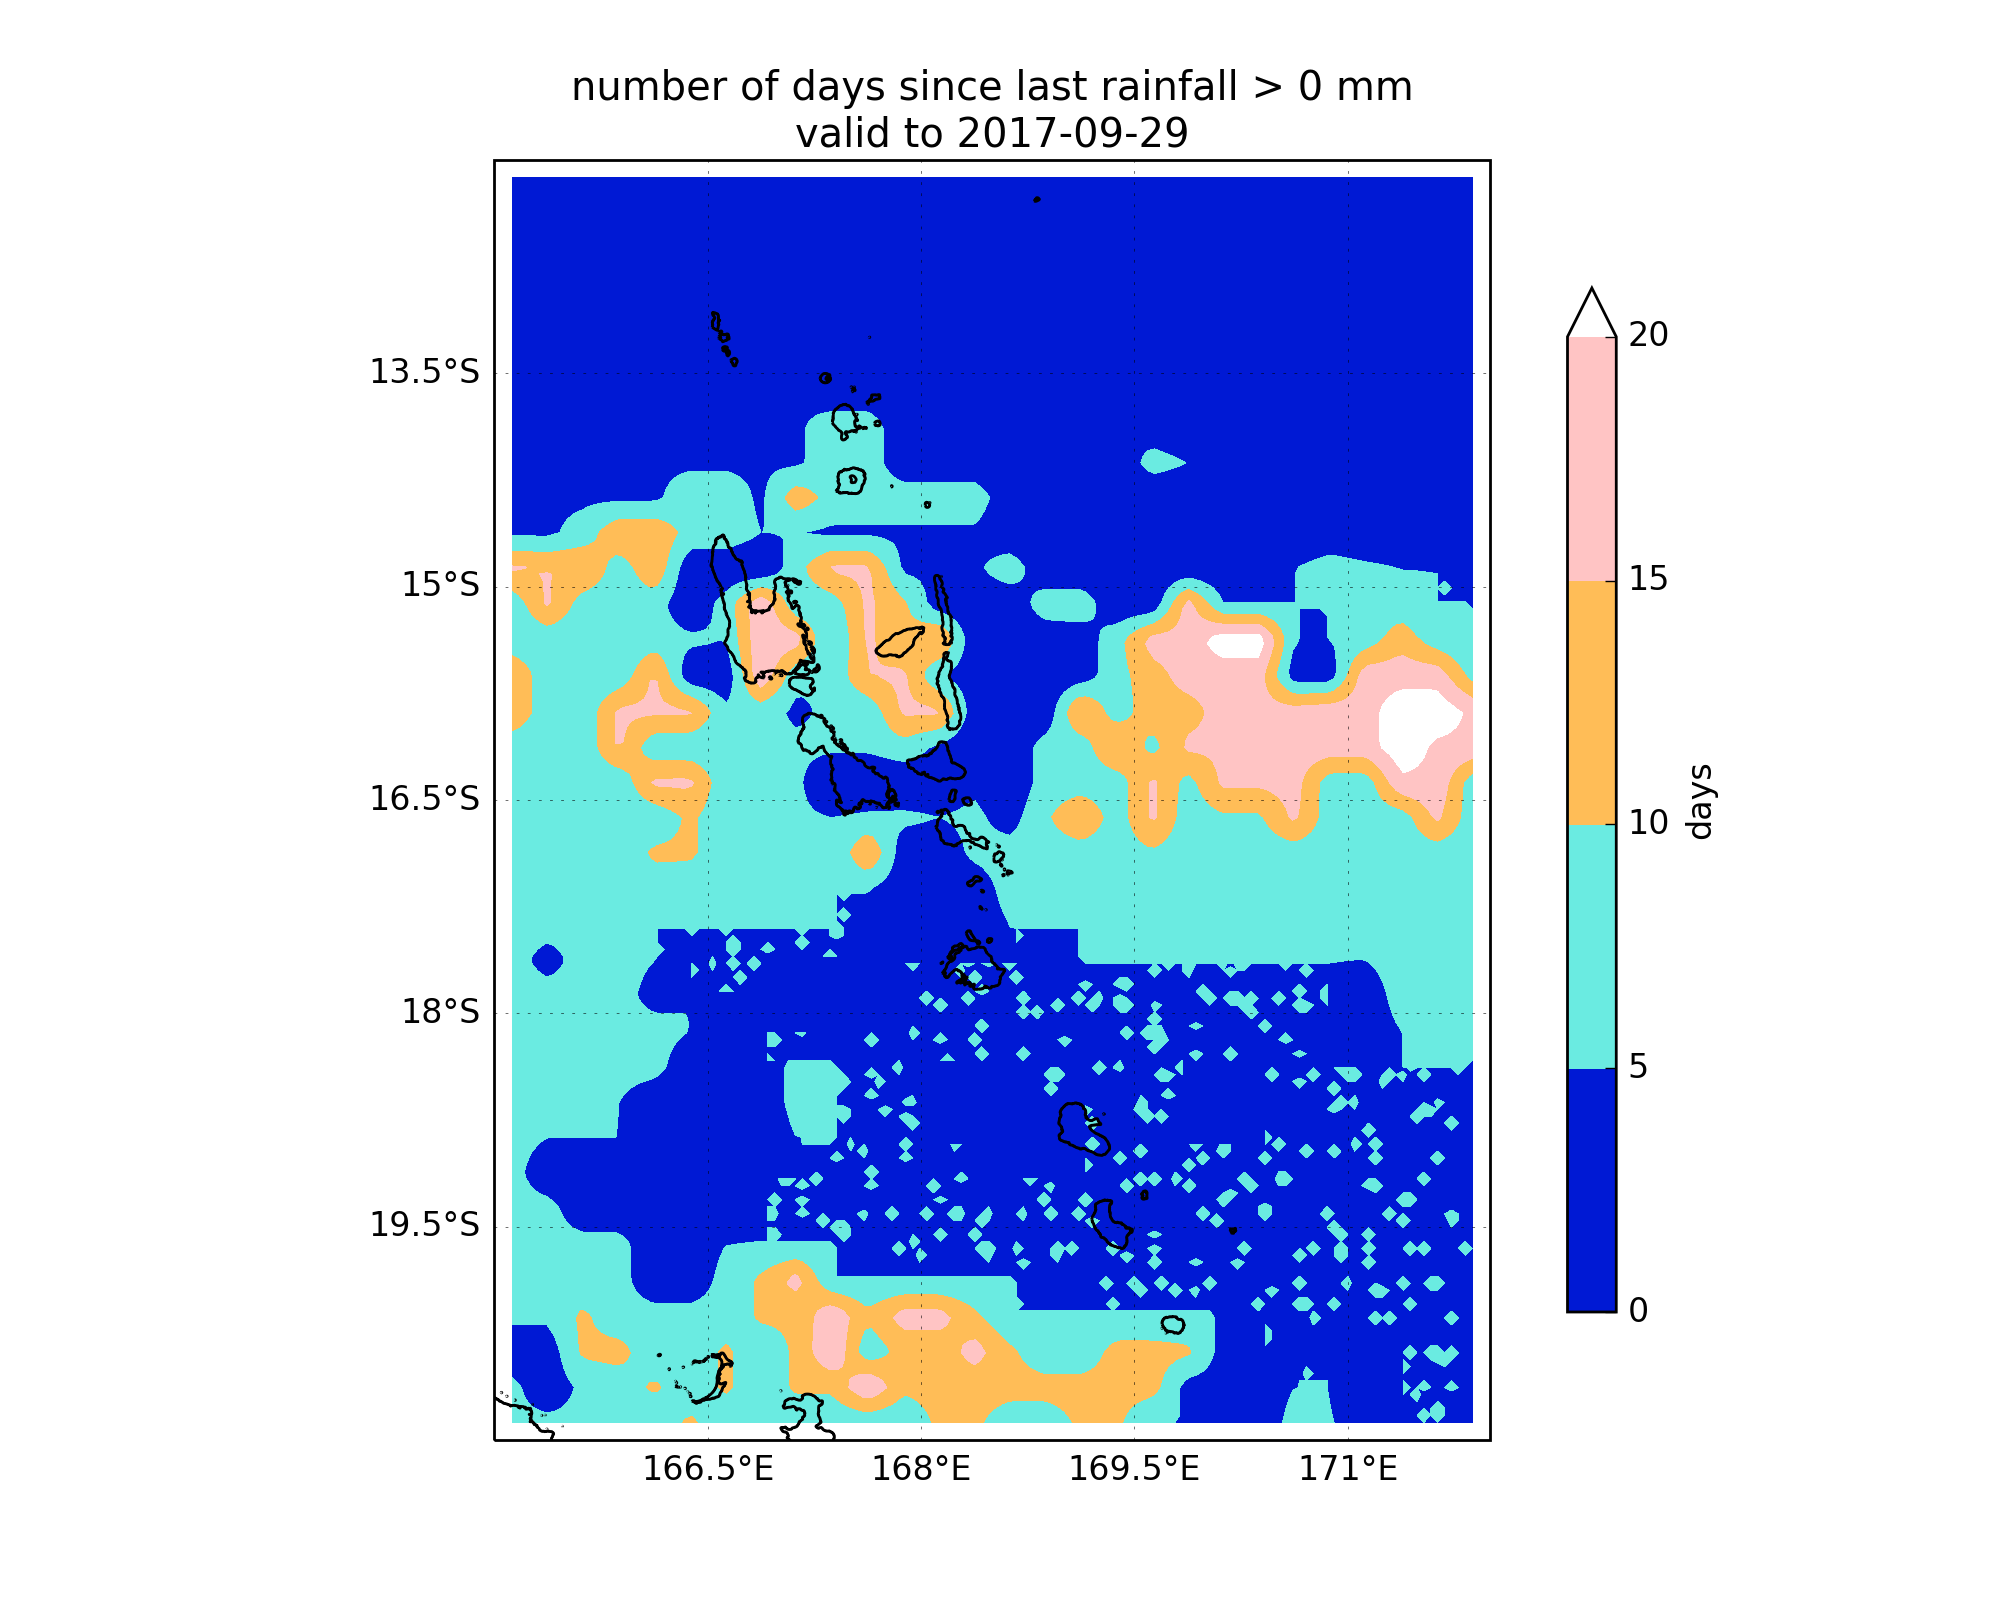 number of days since last rainfall > 0 mm
valid to 2017-09-29
13.5°S
15°S
16.5°S
18°S
19.5°S
166.5°E
168°E
169.5°E
171°E
20
15
10
5
0
days